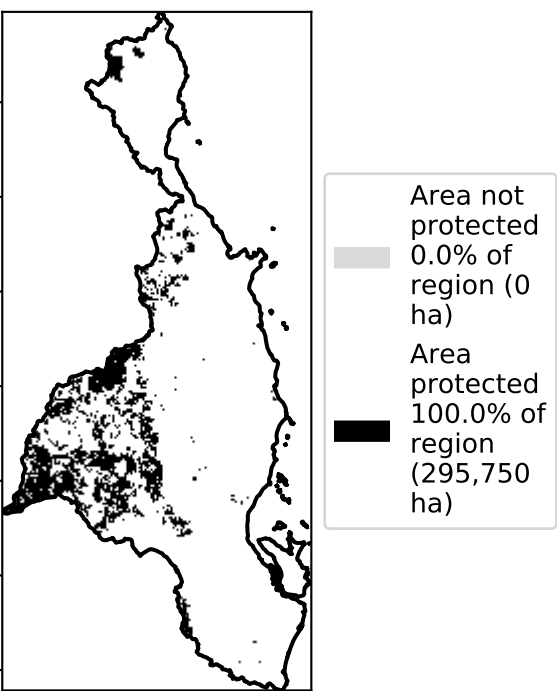 Area not
protected
0.0% of
region (0
ha)
Area
protected
100.0% of
region
(295,750
ha)